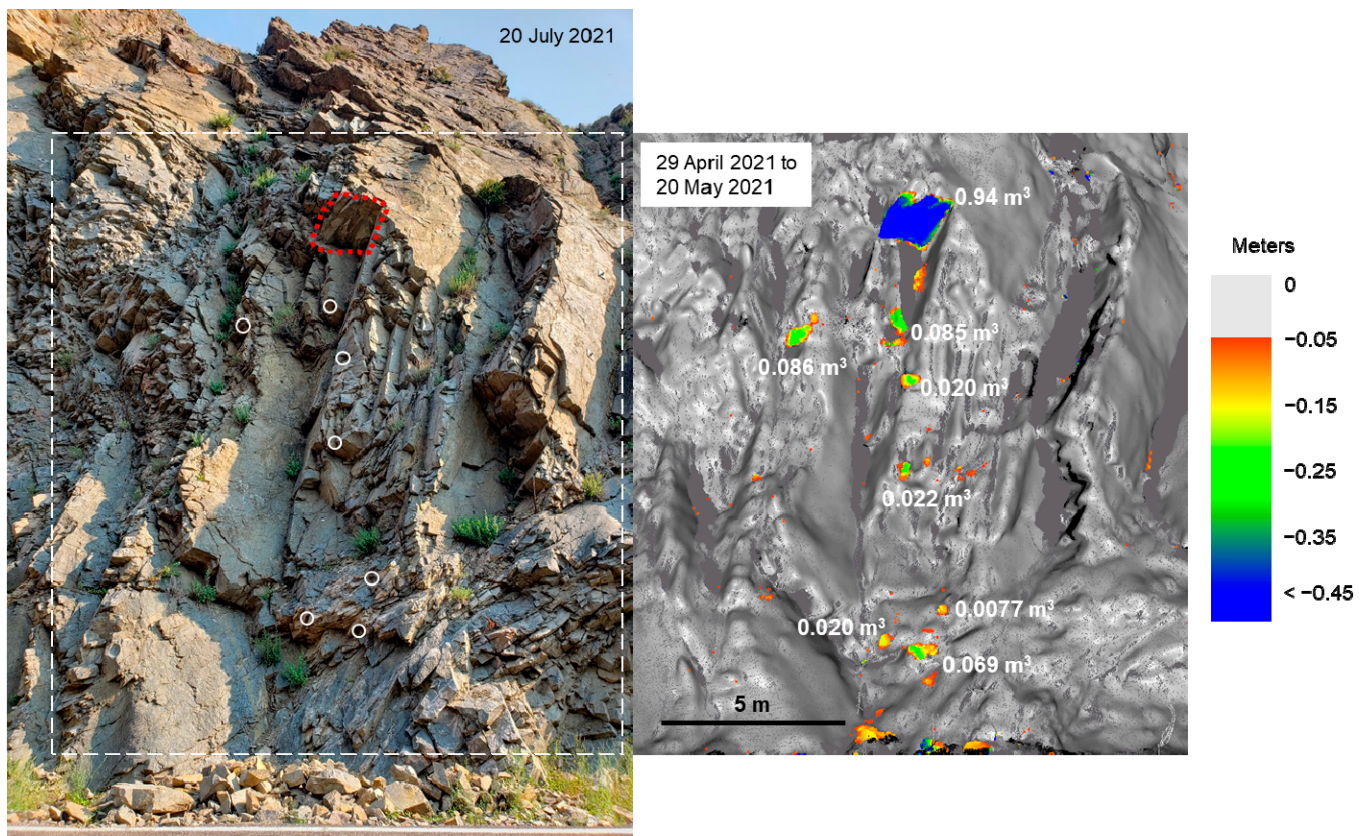 20 July 2021
29 April 2021 to
20 May 2021
0.94 m³
0.085 m³
0.086 m³
0.020 m³
0.022 m³
0.0077 m³
0.020 m³
0.069 m³
5 m
Meters
0
−0.05
−0.15
−0.25
−0.35
< −0.45